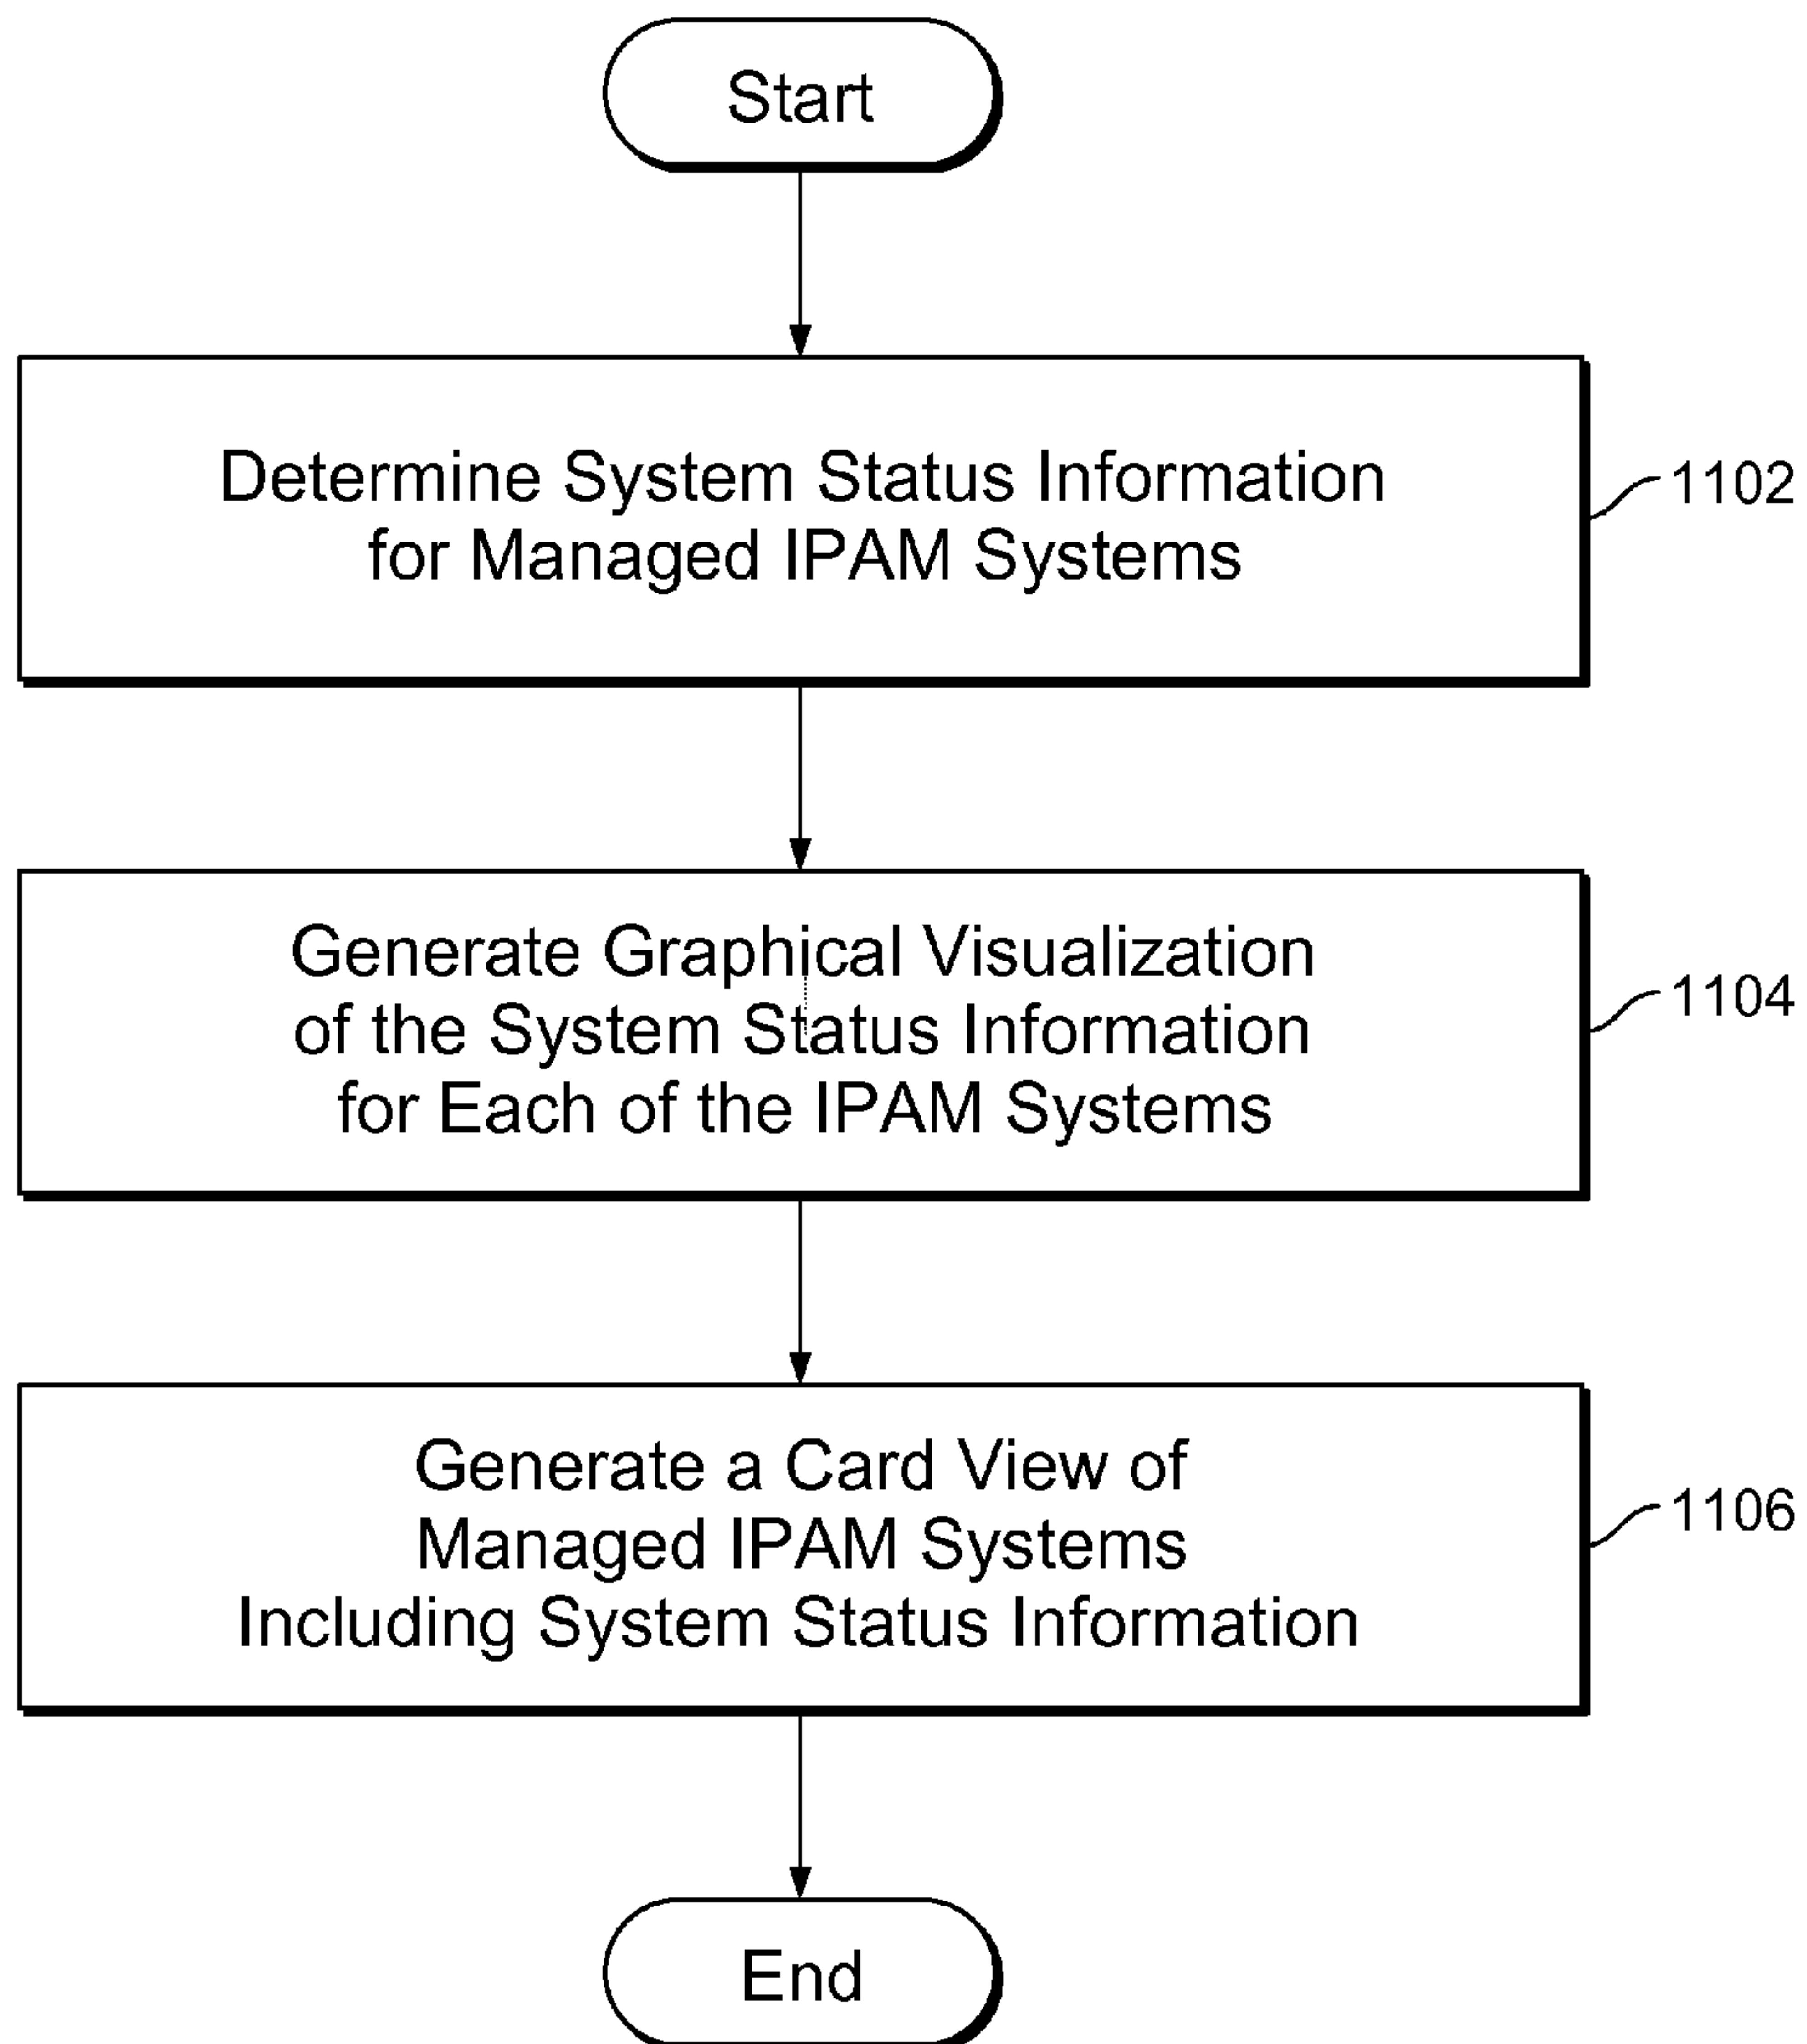 Start
Determine System Status Information
for Managed IPAM Systems
1102
Generate Graphical Visualization
of the System Status Information
for Each of the IPAM Systems
1104
Generate a Card View of
Managed IPAM Systems
Including System Status Information
1106
End